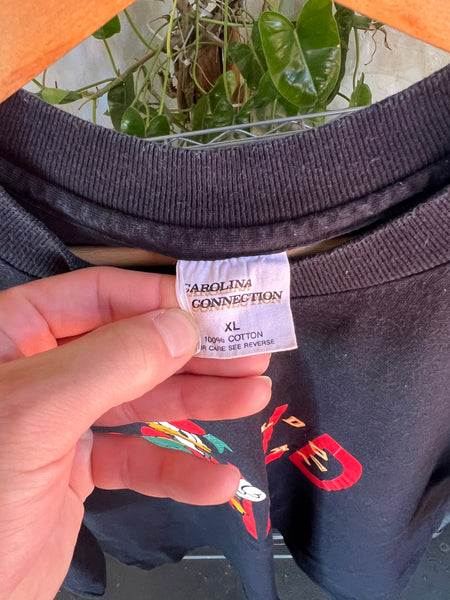 CAROLINA
CONNECTION
XL
100% COTTON
CARE SEE REVERSE